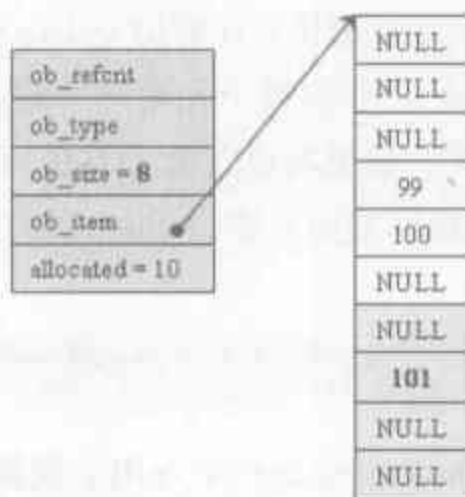 ob_refcnt
ob_type
ob_size = 8
ob_item
allocated = 10
NULL
NULL
NULL
99
100
NULL
NULL
101
NULL
NULL